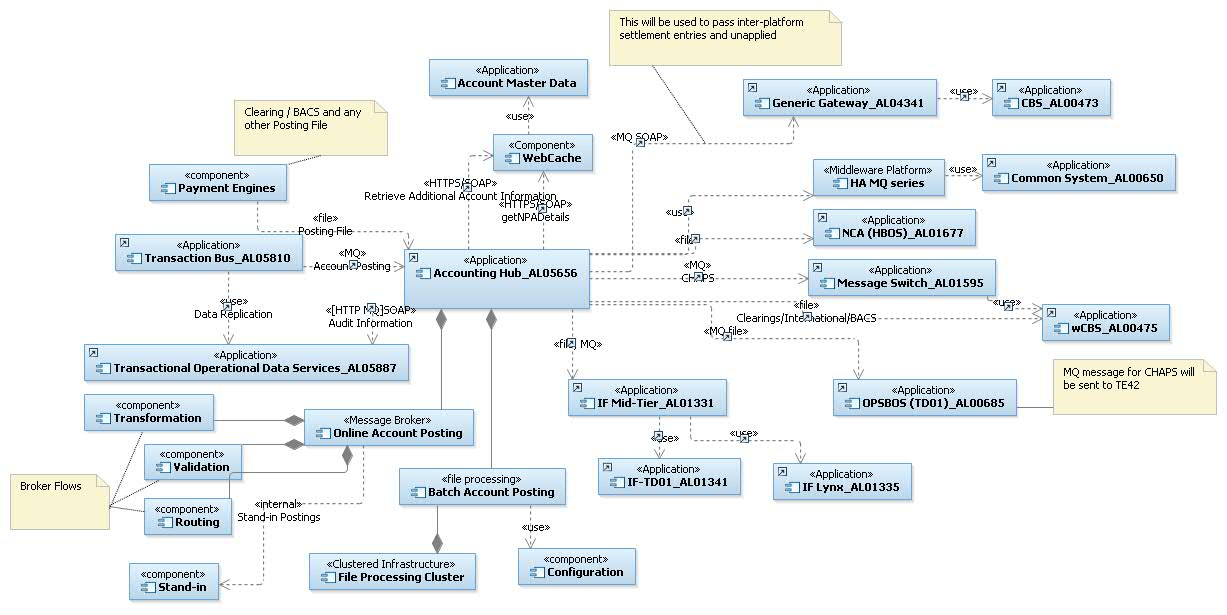 This will be used to pass inter-platform
settlement entries and unapplied
«Application»
Account Master Data
«Application»
Generic Gateway_AL04341
«use»
«Application»
CBS_AL00473
Clearing / BACS and any
other Posting File
«use»
«MQ SOAP»
«Component»
WebCache
«component»
Payment Engines
«Middleware Platform»
HA MQ series
«use»
«Application»
Common System_AL00650
«HTTPS/SOAP»
Retrieve Additional Account Information
«HTTPS/SOAP»
getNPADetails
«file»
Posting File
«use»
«file»
«Application»
NCA (HBOS)_AL01677
«Application»
Transaction Bus_AL05810
«MQ»
Account Posting
«Application»
Accounting Hub_AL05656
«MQ»
CHAPS
«Application»
Message Switch_AL01595
«use»
«use»
Data Replication
«[HTTP MQ]SOAP»
Audit Information
«file»
Clearings/International/BACS
«Application»
wCBS_AL00475
«MQ file»
«file MQ»
«Application»
Transactional Operational Data Services_AL05887
MQ message for CHAPS will
be sent to TE42
«Application»
IF Mid-Tier_AL01331
«Application»
OPSBOS (TD01)_AL00685
«component»
Transformation
«Message Broker»
Online Account Posting
«use»
«use»
«component»
Validation
«Application»
IF-TD01_AL01341
«Application»
IF Lynx_AL01335
Broker Flows
«file processing»
Batch Account Posting
«component»
Routing
«internal»
Stand-in Postings
«use»
«Clustered Infrastructure»
File Processing Cluster
«component»
Configuration
«component»
Stand-in